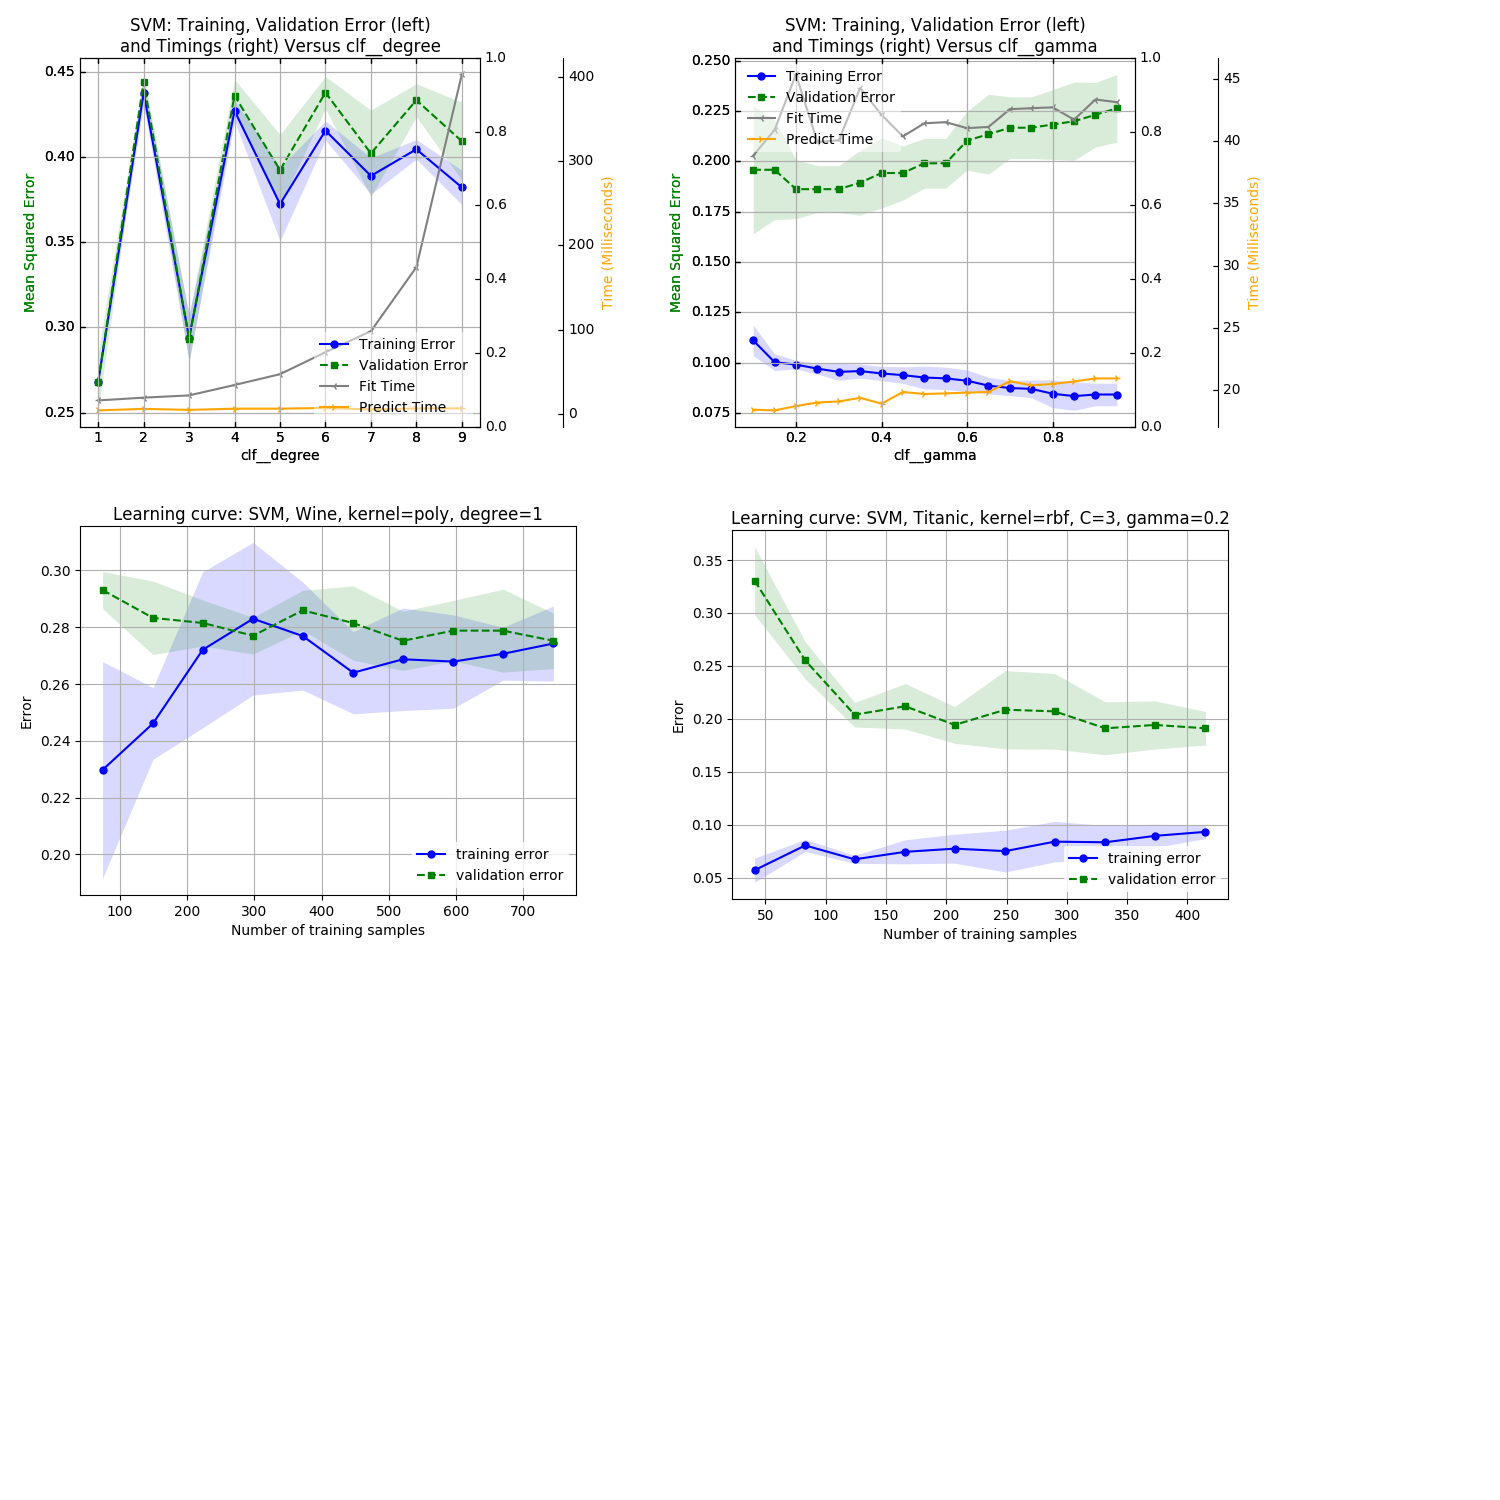 SVM: Training, Validation Error (left)
and Timings (right) Versus clf__degree
Mean Squared Error
0.45
0.40
0.35
0.30
0.25
1 2 3 4 5 6 7 8 9
clf__degree
1.0
0.8
0.6
0.4
0.2
0.0
400
300
200
100
0
Time (Milliseconds)
Training Error
Validation Error
Fit Time
Predict Time
SVM: Training, Validation Error (left)
and Timings (right) Versus clf__gamma
Mean Squared Error
0.250
0.225
0.200
0.175
0.150
0.125
0.100
0.075
0.2 0.4 0.6 0.8
clf__gamma
1.0
0.8
0.6
0.4
0.2
0.0
45
40
35
30
25
20
Time (Milliseconds)
Training Error
Validation Error
Fit Time
Predict Time
Learning curve: SVM, Wine, kernel=poly, degree=1
Error
0.30
0.28
0.26
0.24
0.22
0.20
100 200 300 400 500 600 700
Number of training samples
training error
validation error
Learning curve: SVM, Titanic, kernel=rbf, C=3, gamma=0.2
Error
0.35
0.30
0.25
0.20
0.15
0.10
0.05
50 100 150 200 250 300 350 400
Number of training samples
training error
validation error